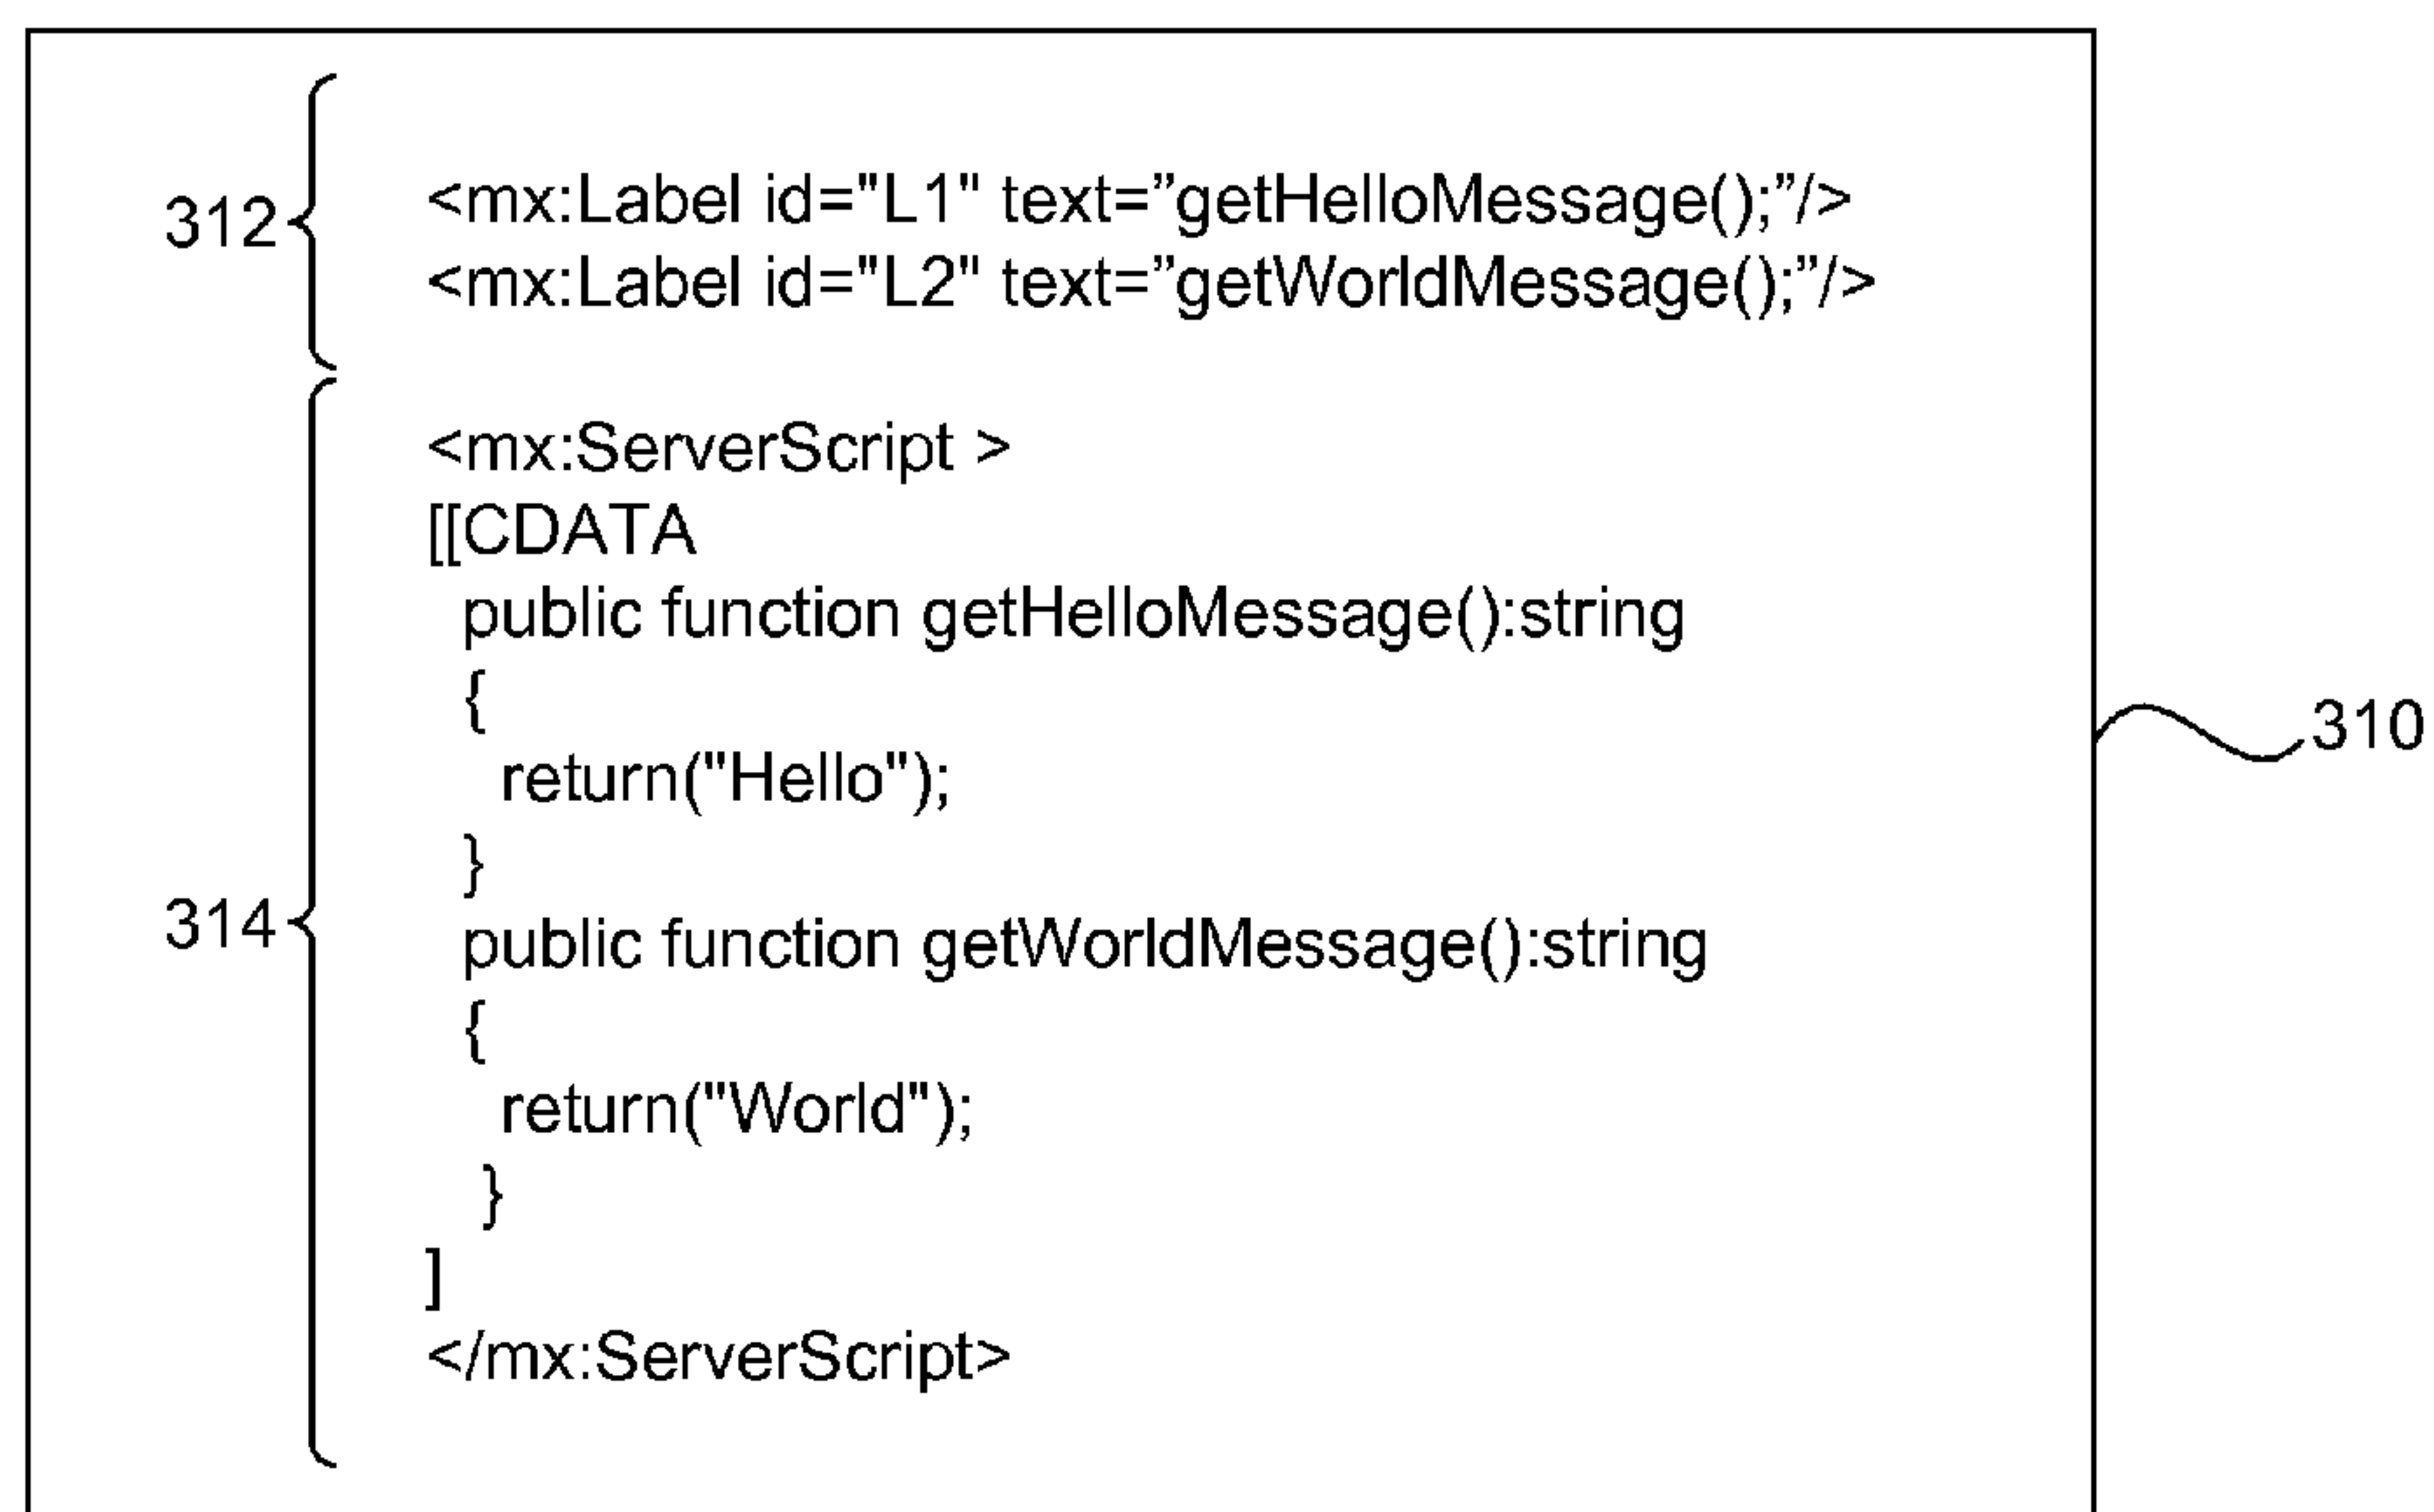 312
<mx:Label id="L1" text=”getHelloMessage();”/>
<mx:Label id="L2" text=”getWorldMessage();”/>
<mx:ServerScript >
[[CDATA
public function getHelloMessage():string
{
return("Hello");
}
314
public function getWorldMessage():string
{
return("World");
}
]
</mx:ServerScript>
310